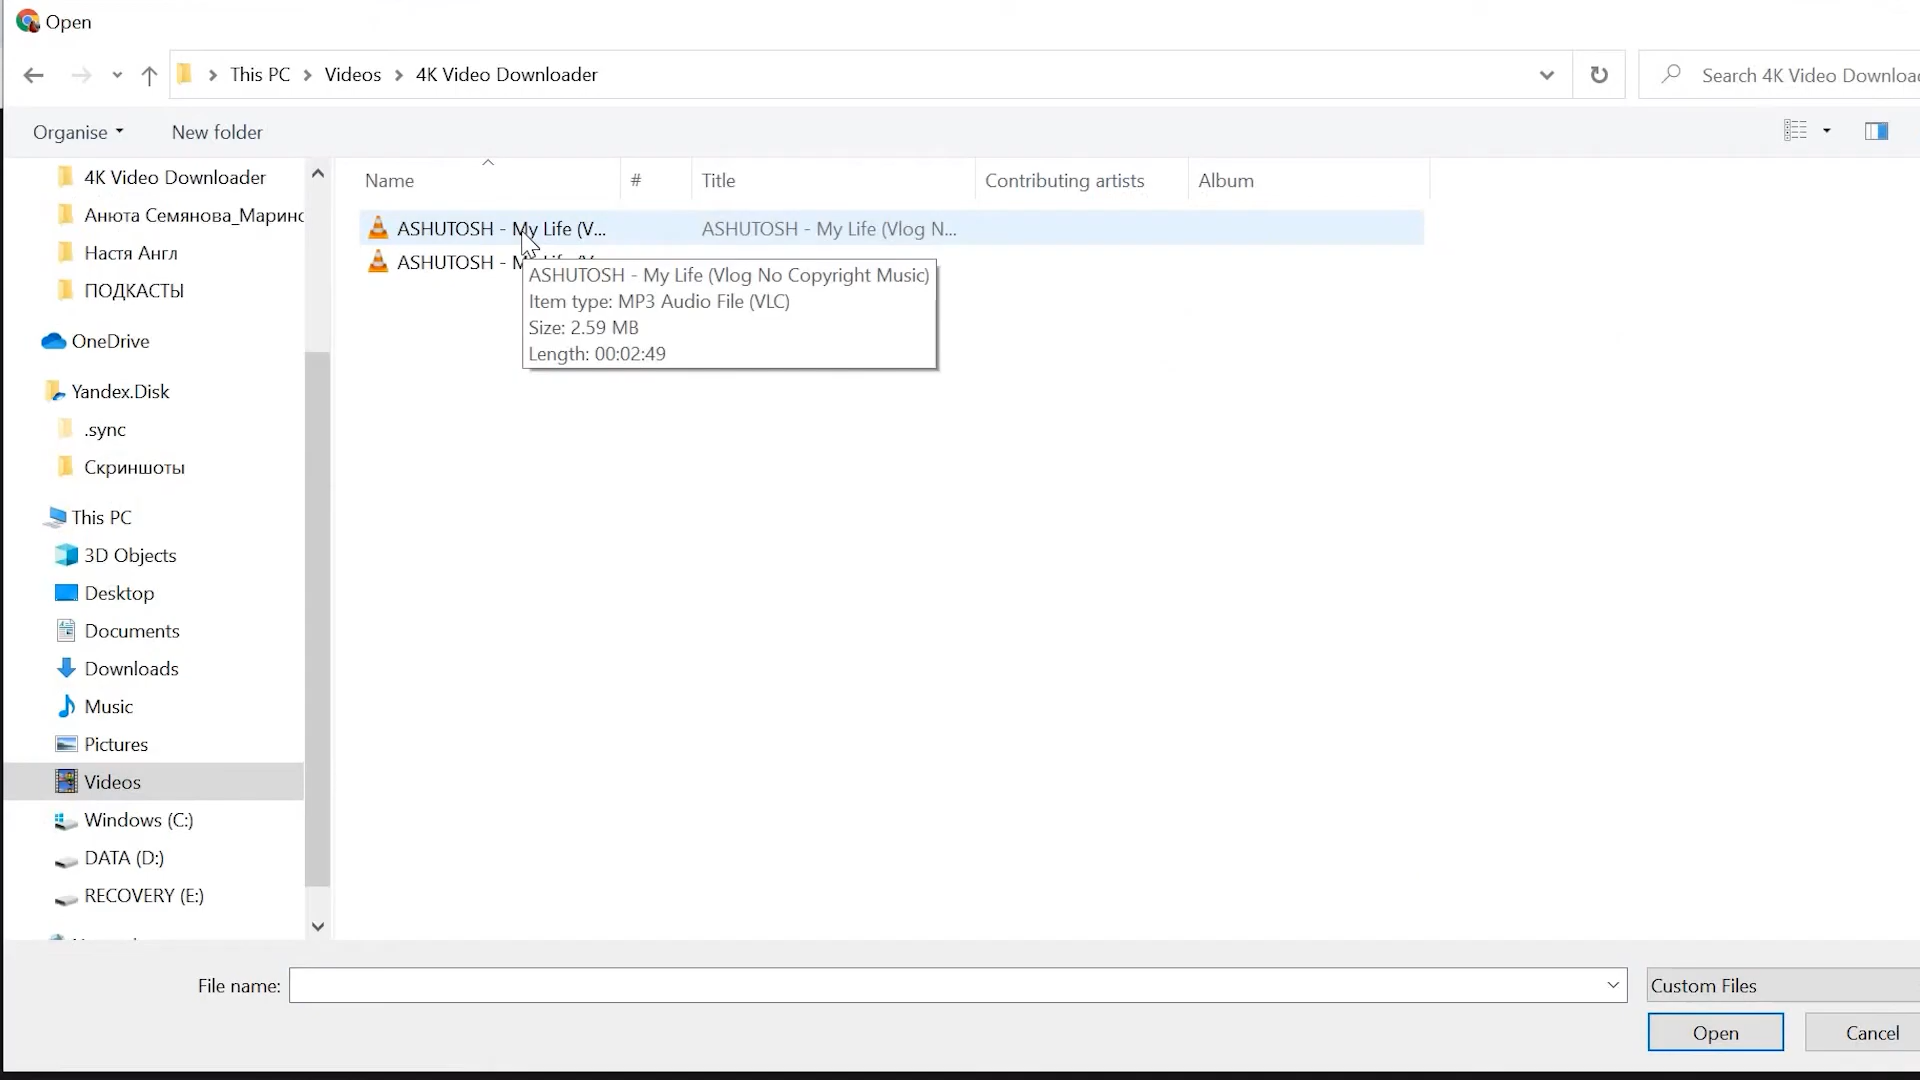 Open
This PC > Videos > 4K Video Downloader
Search 4K Video Downloa
Organise
New folder
4K Video Downloader
Анюта Семянова_Марино
Настя Англ
ПОДКАСТЫ
OneDrive
Yandex.Disk
.sync
Скриншоты
This PC
3D Objects
Desktop
Documents
Downloads
Music
Pictures
Videos
Windows (C:)
DATA (D:)
RECOVERY (E:)
Name # Title Contributing artists Album
ASHUTOSH - My Life (V... ASHUTOSH - My Life (Vlog N...
ASHUTOSH -
ASHUTOSH - My Life (Vlog No Copyright Music)
Item type: MP3 Audio File (VLC)
Size: 2.59 MB
Length: 00:02:49
File name:
Custom Files
Open
Cancel